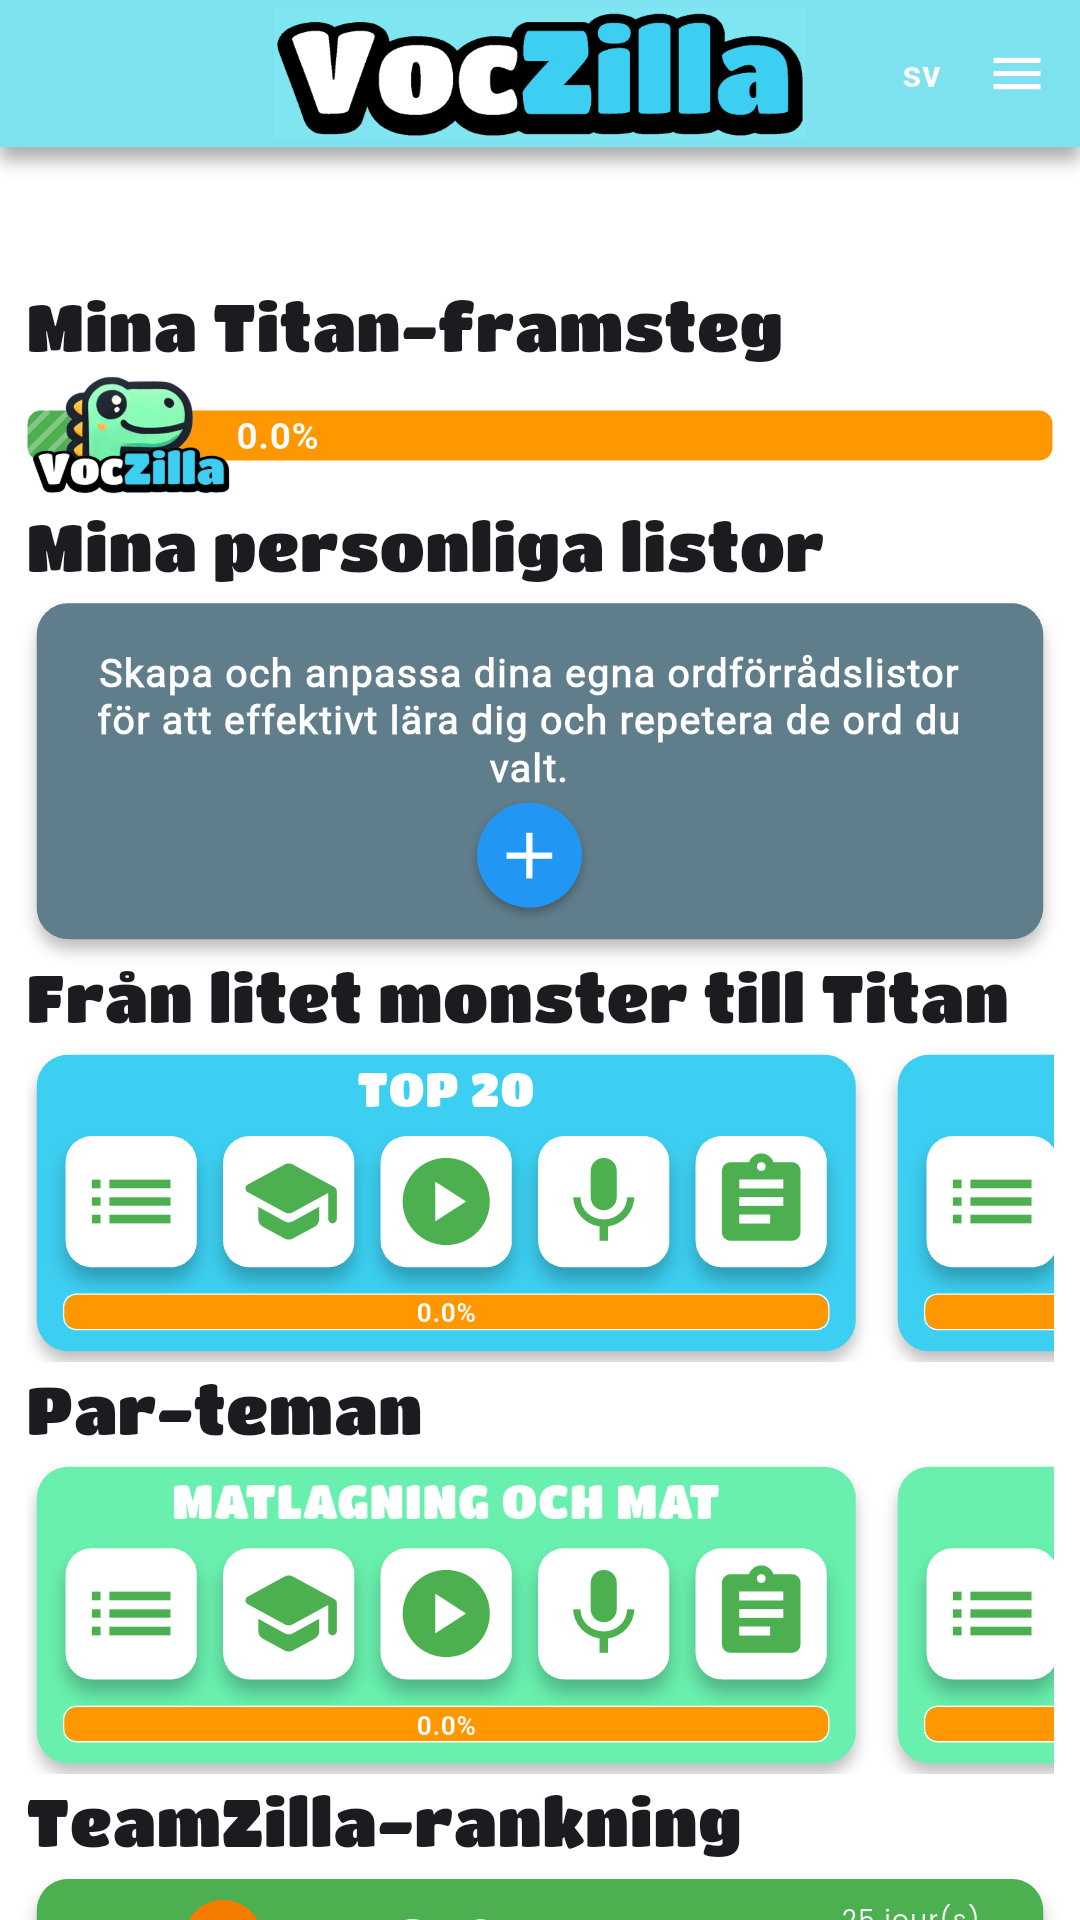 VocZilla
sv
Mina Titan-framsteg
VocZilla
0.0%
Mina personliga listor
Skapa och anpassa dina egna ordförrådslistor
för att effektivt lära dig och repetera de ord du
valt.
Från litet monster till Titan
TOP 20
0.0%
Par-teman
MATLAGNING OCH MAT
0.0%
TeamZilla-rankning
25 jour(s)